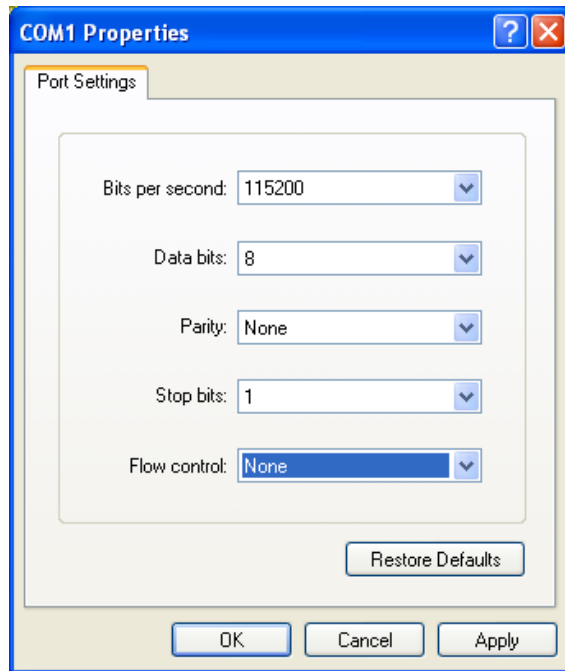 COM1 Properties
Port Settings
Bits per second: 115200
Data bits: 8
Parity: None
Stop bits: 1
Flow control: None
Restore Defaults
OK Cancel Apply